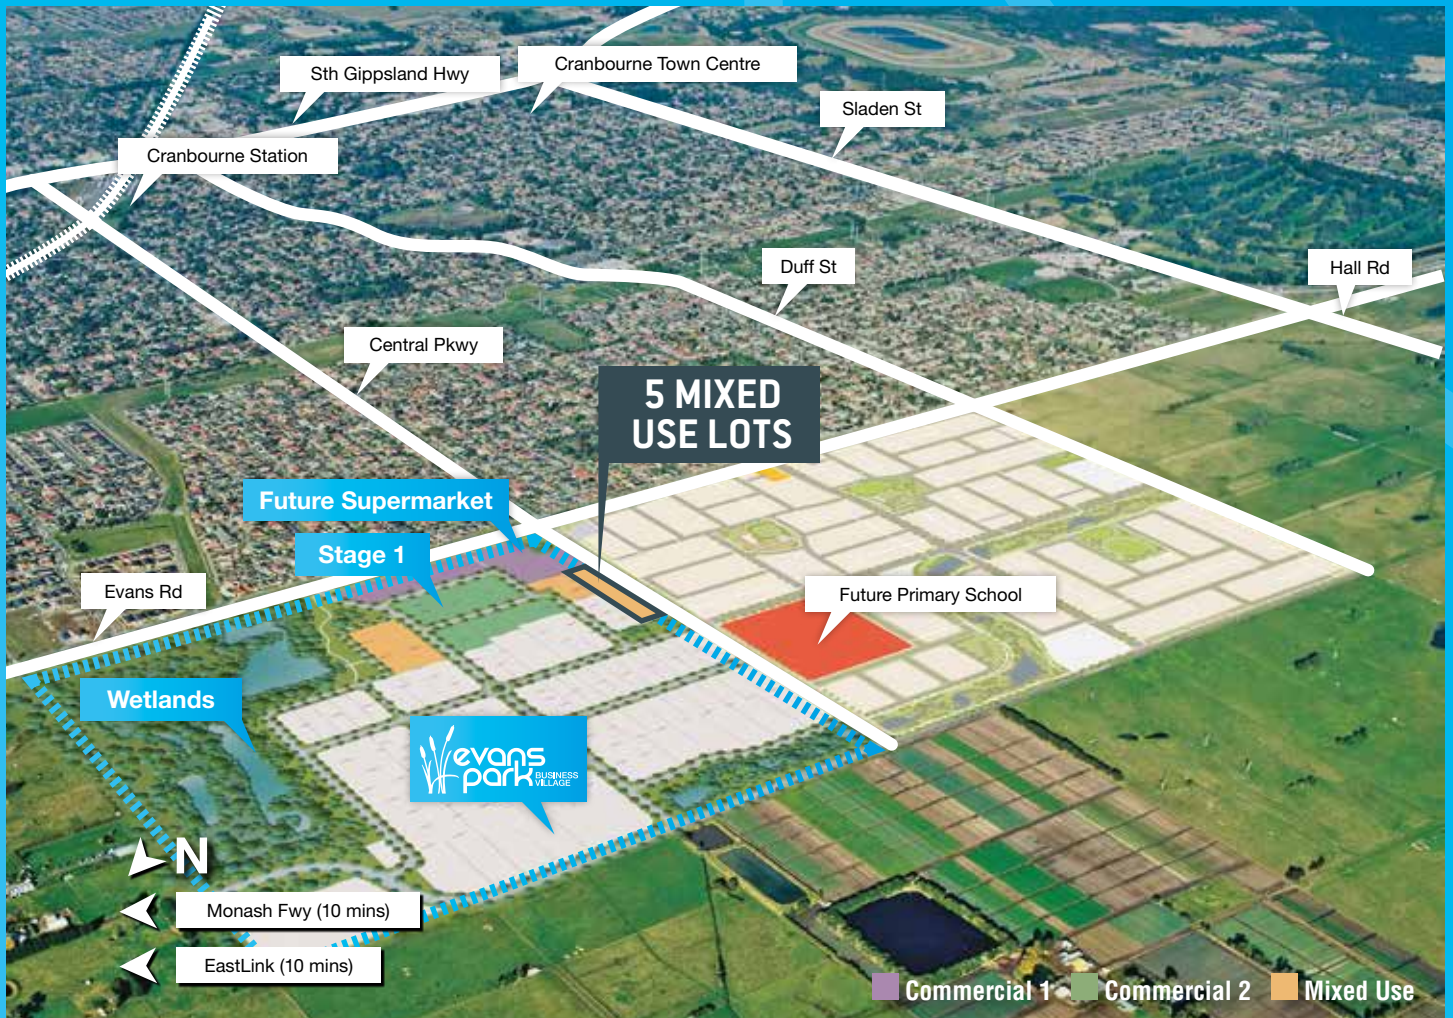 Sth Gippsland Hwy
Cranbourne Town Centre
Sladen St
Cranbourne Station
Duff St
Hall Rd
Central Pkwy
5 MIXED
USE LOTS
Future Supermarket
Stage 1
Evans Rd
Future Primary School
Wetlands
evans
park BUSINESS
VILLAGE
N
Monash Fwy (10 mins)
EastLink (10 mins)
Commercial 1
Commercial 2
Mixed Use